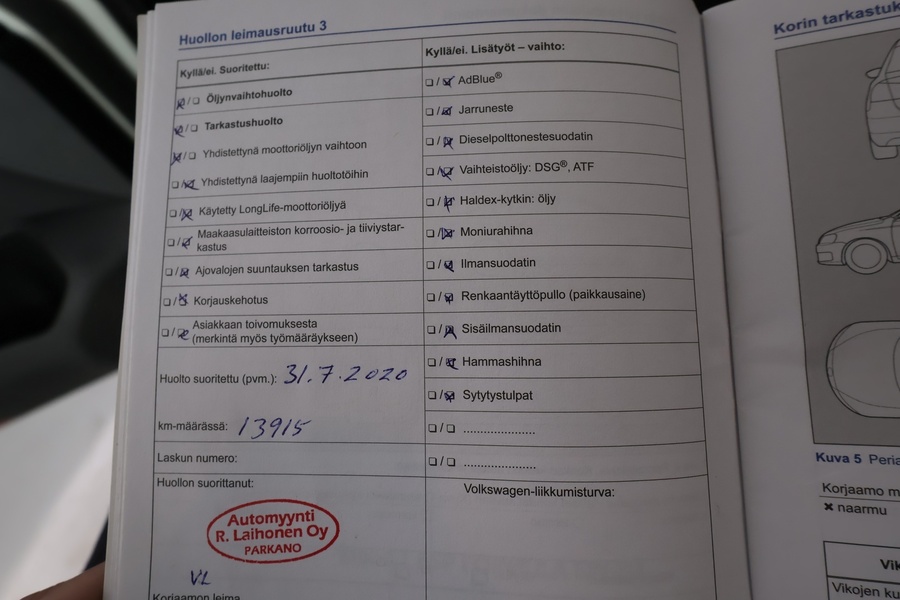 Huollon leimausruutu 3
Kyllä/ei. Suoritettu:
Öljynvaihtohuolto
Tarkastushuolto
Yhdistettynä moottoriöljyn vaihtoon
Yhdistettynä laajempiin huoltotöihin
Käytetty LongLife-moottoriöljyä
Maakaasulaitteiston korroosio- ja tiiviystar-
kastus
Ajovalojen suuntauksen tarkastus
Korjauskehotus
Asiakkaan toivomuksesta
(merkintä myös työmääräykseen)
Huolto suoritettu (pvm.): 31.7.2020
km-määrässä: 13915
Laskun numero:
Huollon suorittanut:
Automyynti
R. Laihonen Oy
PARKANO
VL
Korjaamon leima
Kyllä/ei. Lisätyöt – vaihto:
AdBlue®
Jarruneste
Dieselpolttonestesuodatin
Vaihteistoöljy: DSG®, ATF
Haldex-kytkin: öljy
Moniurahihna
Ilmansuodatin
Renkaantäyttöpullo (paikkausaine)
Sisäilmansuodatin
Hammashihna
Sytytystulpat
....................
....................
Volkswagen-liikkumisturva:
Korin tarkastuk
Kuva 5 Peria
Korjaamo m
× naarmu
Vik
Vikojen ku